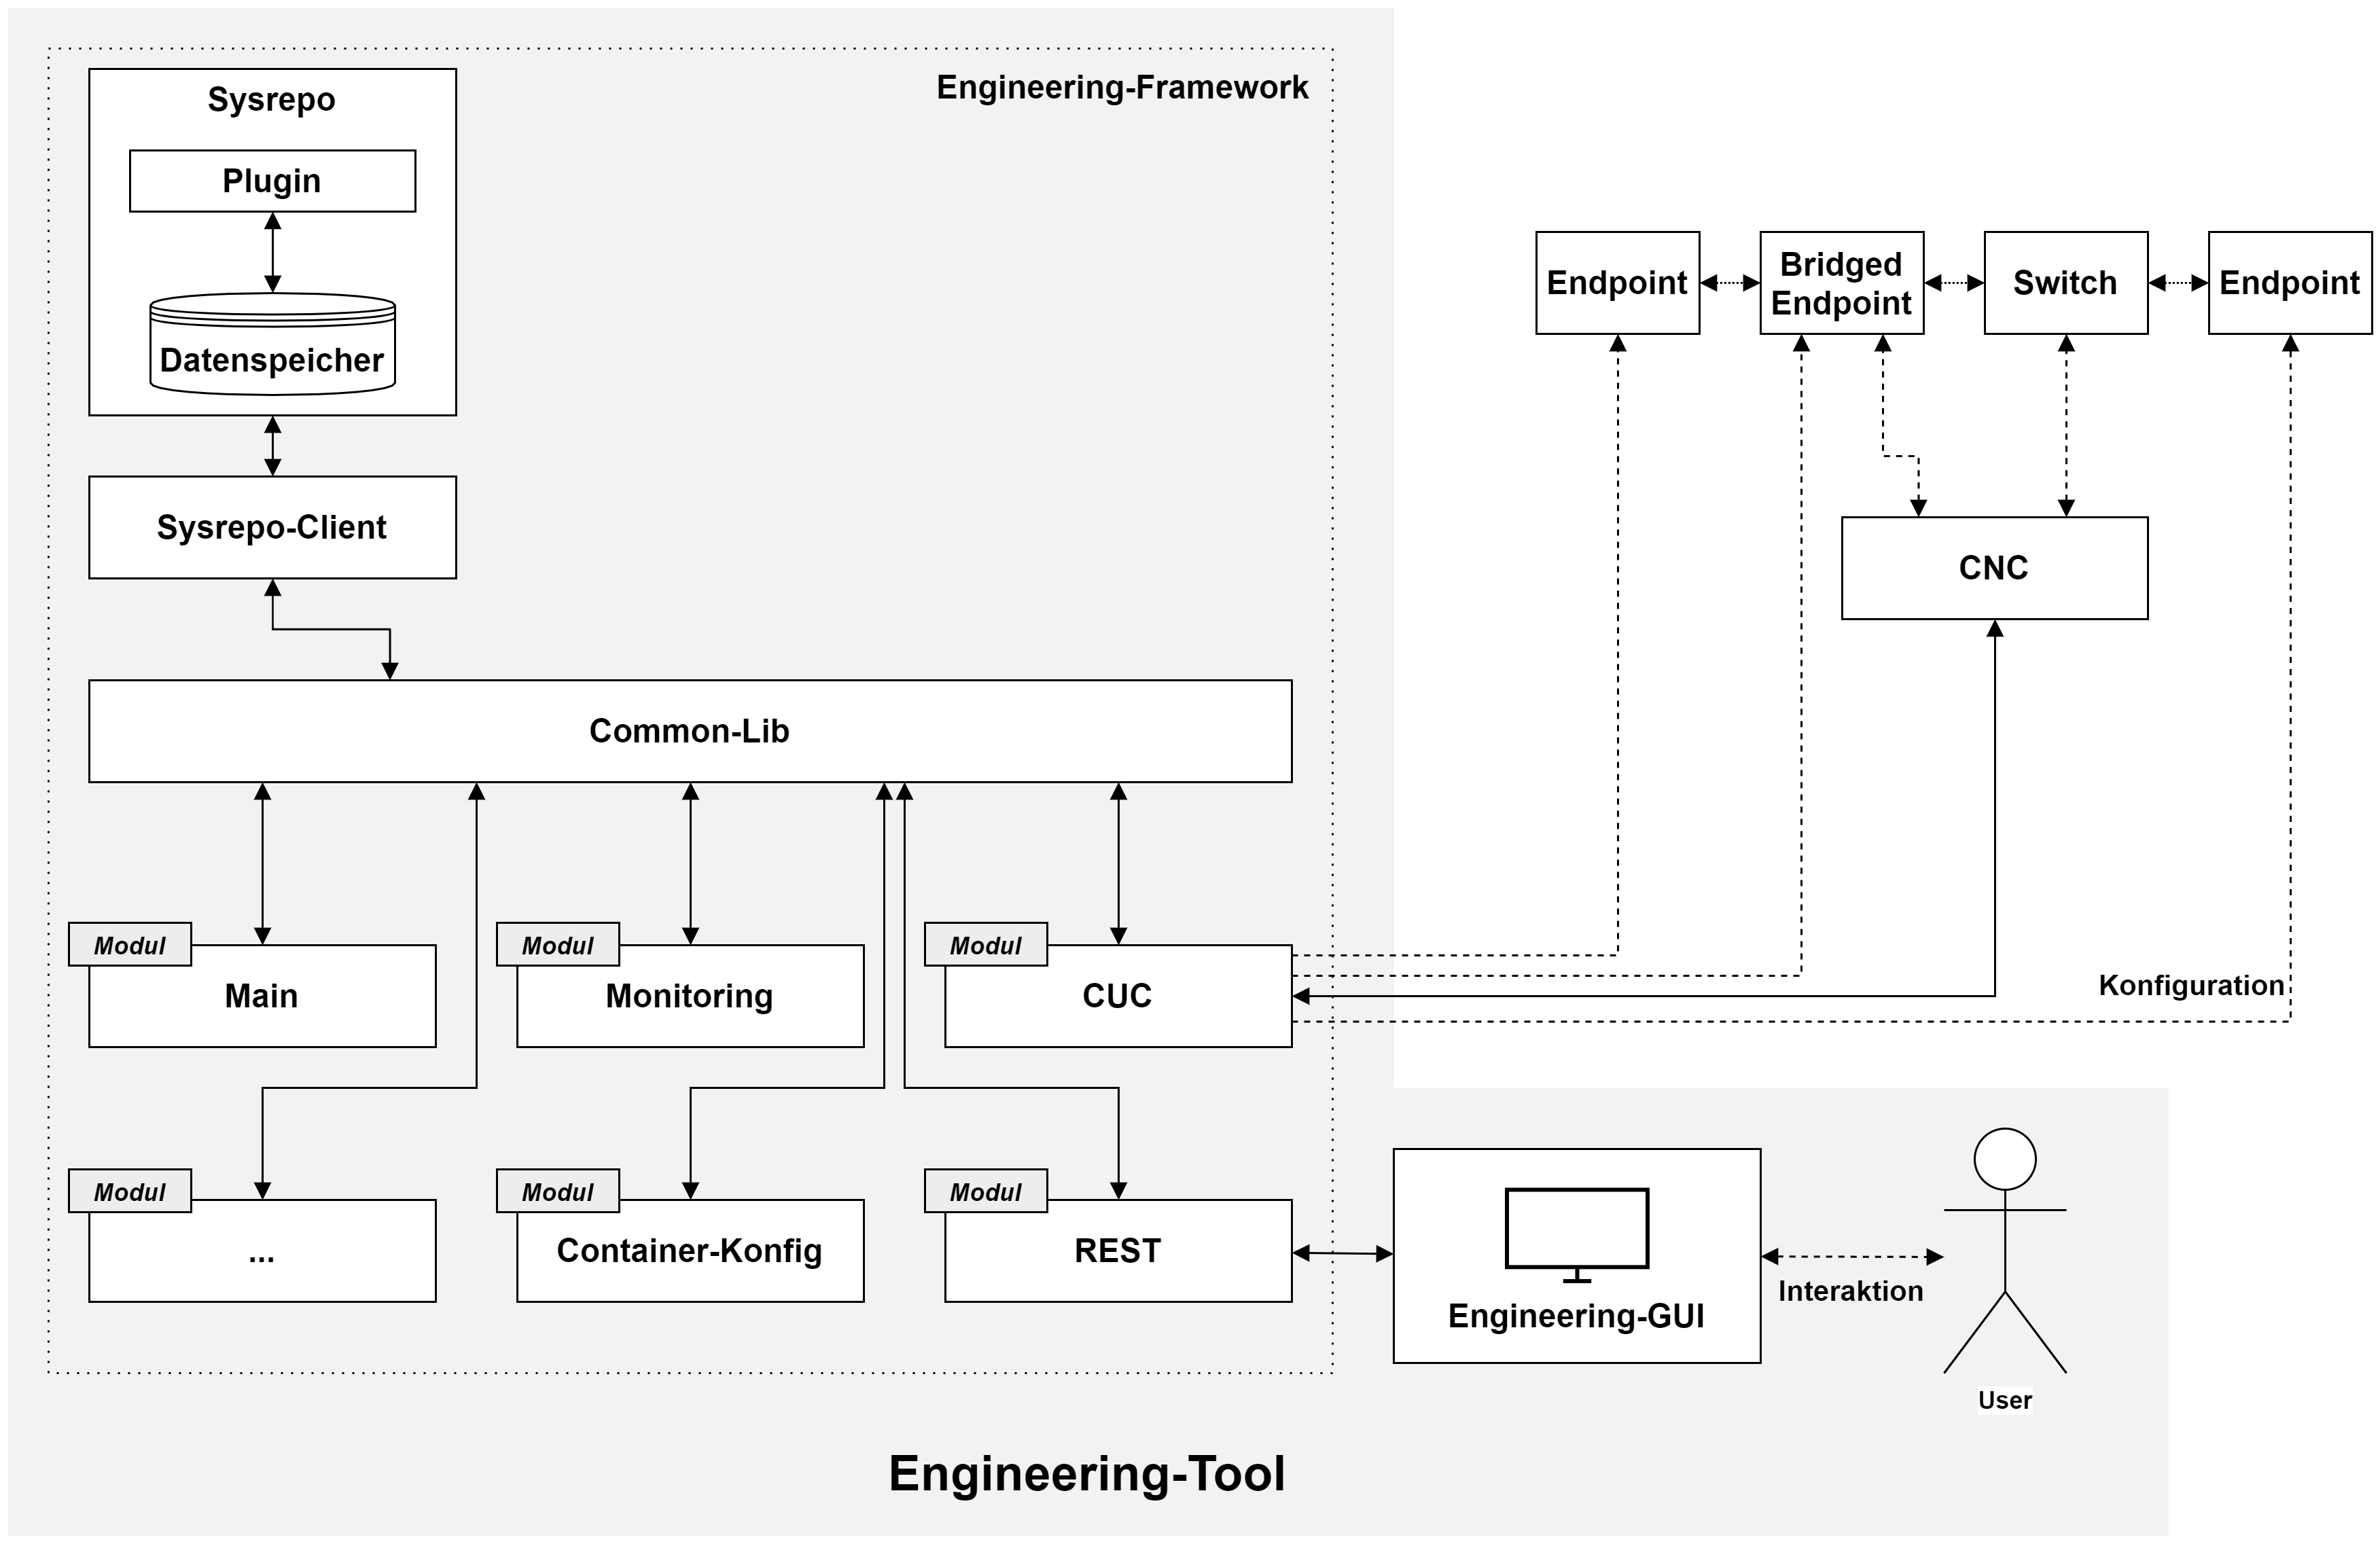 Engineering-Framework
Sysrepo
Plugin
Datenspeicher
Sysrepo-Client
Common-Lib
Modul
Main
Modul
Monitoring
Modul
CUC
Modul
...
Modul
Container-Konfig
Modul
REST
Endpoint
Bridged
Endpoint
Switch
Endpoint
CNC
Konfiguration
Engineering-GUI
Interaktion
User
Engineering-Tool